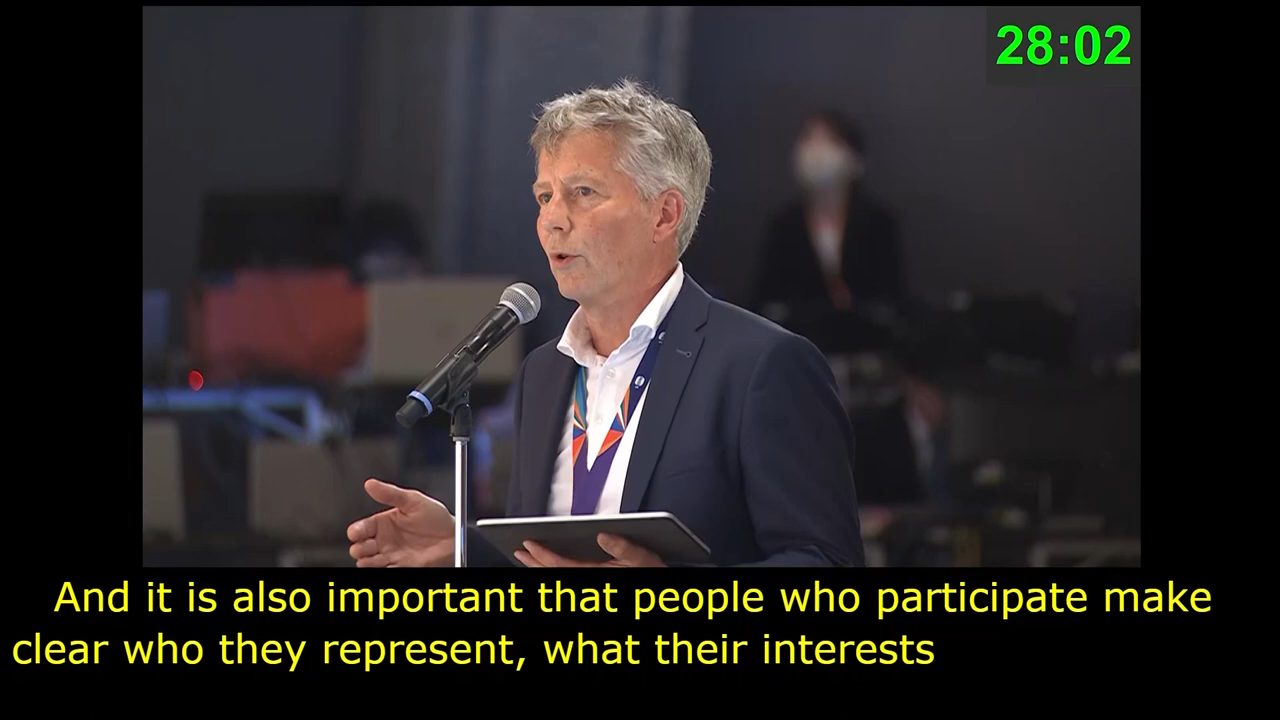 28:02
And it is also important that people who participate make
clear who they represent, what their interests